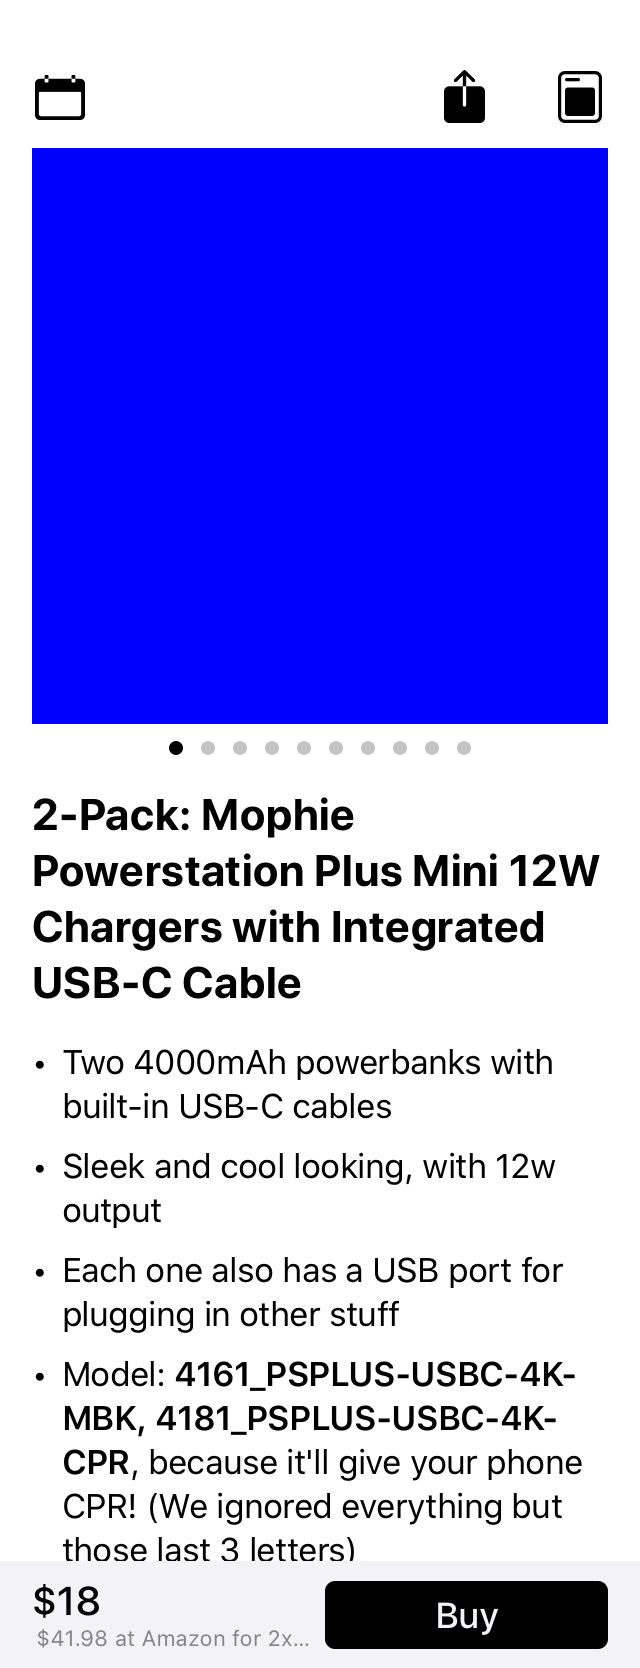 2-Pack: Mophie
Powerstation Plus Mini 12W
Chargers with Integrated
USB-C Cable
• Two 4000mAh powerbanks with
built-in USB-C cables
• Sleek and cool looking, with 12w
output
• Each one also has a USB port for
plugging in other stuff
• Model: 4161_PSPLUS-USBC-4K-
MBK, 4181_PSPLUS-USBC-4K-
CPR, because it'll give your phone
CPR! (We ignored everything but
those last 3 letters)
$18
$41.98 at Amazon for 2x...
Buy